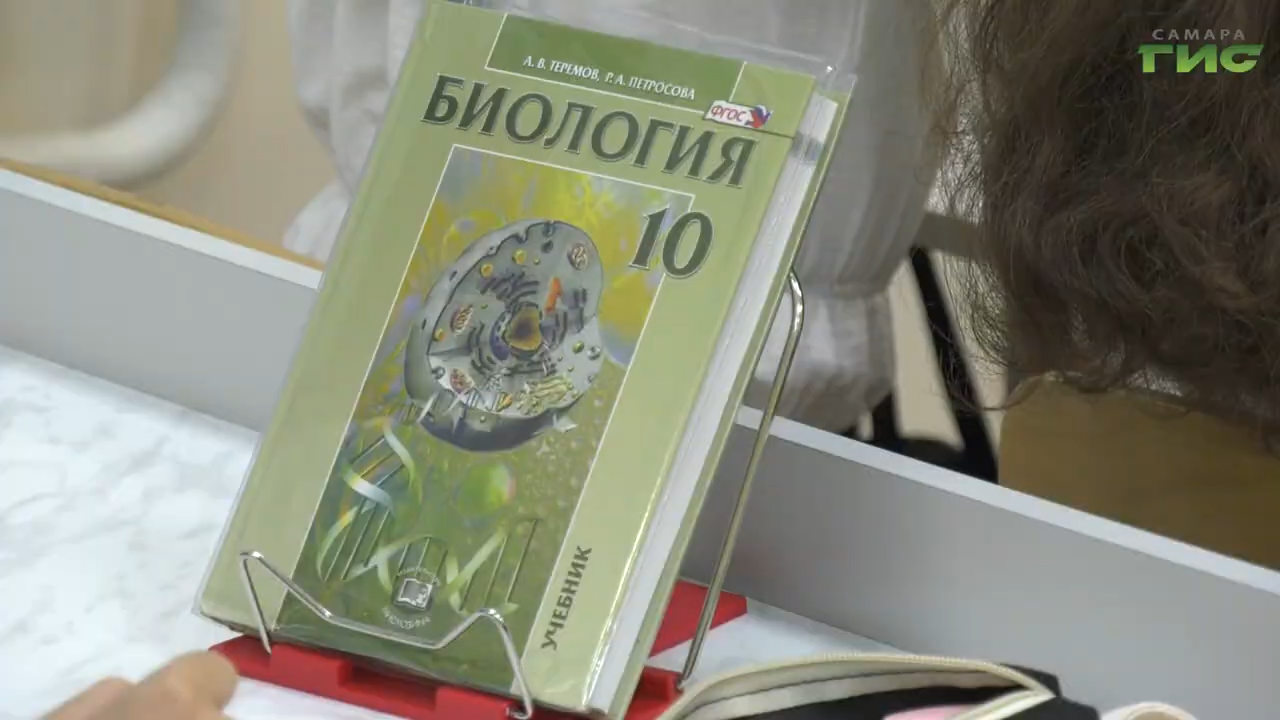 САМАРА
ГИС
А. В. ТЕРЕМОВ, Р. А. ПЕТРОСОВА
ФГОС
БИОЛОГИЯ
10
УЧЕБНИК